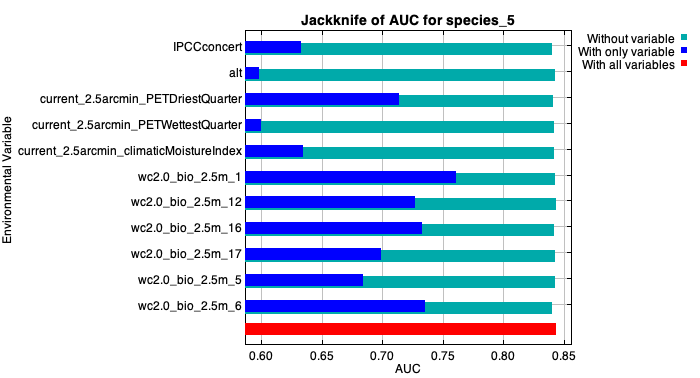 Jackknife of AUC for species_5
Without variable
With only variable
With all variables
Environmental Variable
IPCCconcert
alt
current_2.5arcmin_PETDriestQuarter
current_2.5arcmin_PETWettestQuarter
current_2.5arcmin_climaticMoistureIndex
wc2.0_bio_2.5m_1
wc2.0_bio_2.5m_12
wc2.0_bio_2.5m_16
wc2.0_bio_2.5m_17
wc2.0_bio_2.5m_5
wc2.0_bio_2.5m_6
0.60 0.65 0.70 0.75 0.80 0.85
AUC